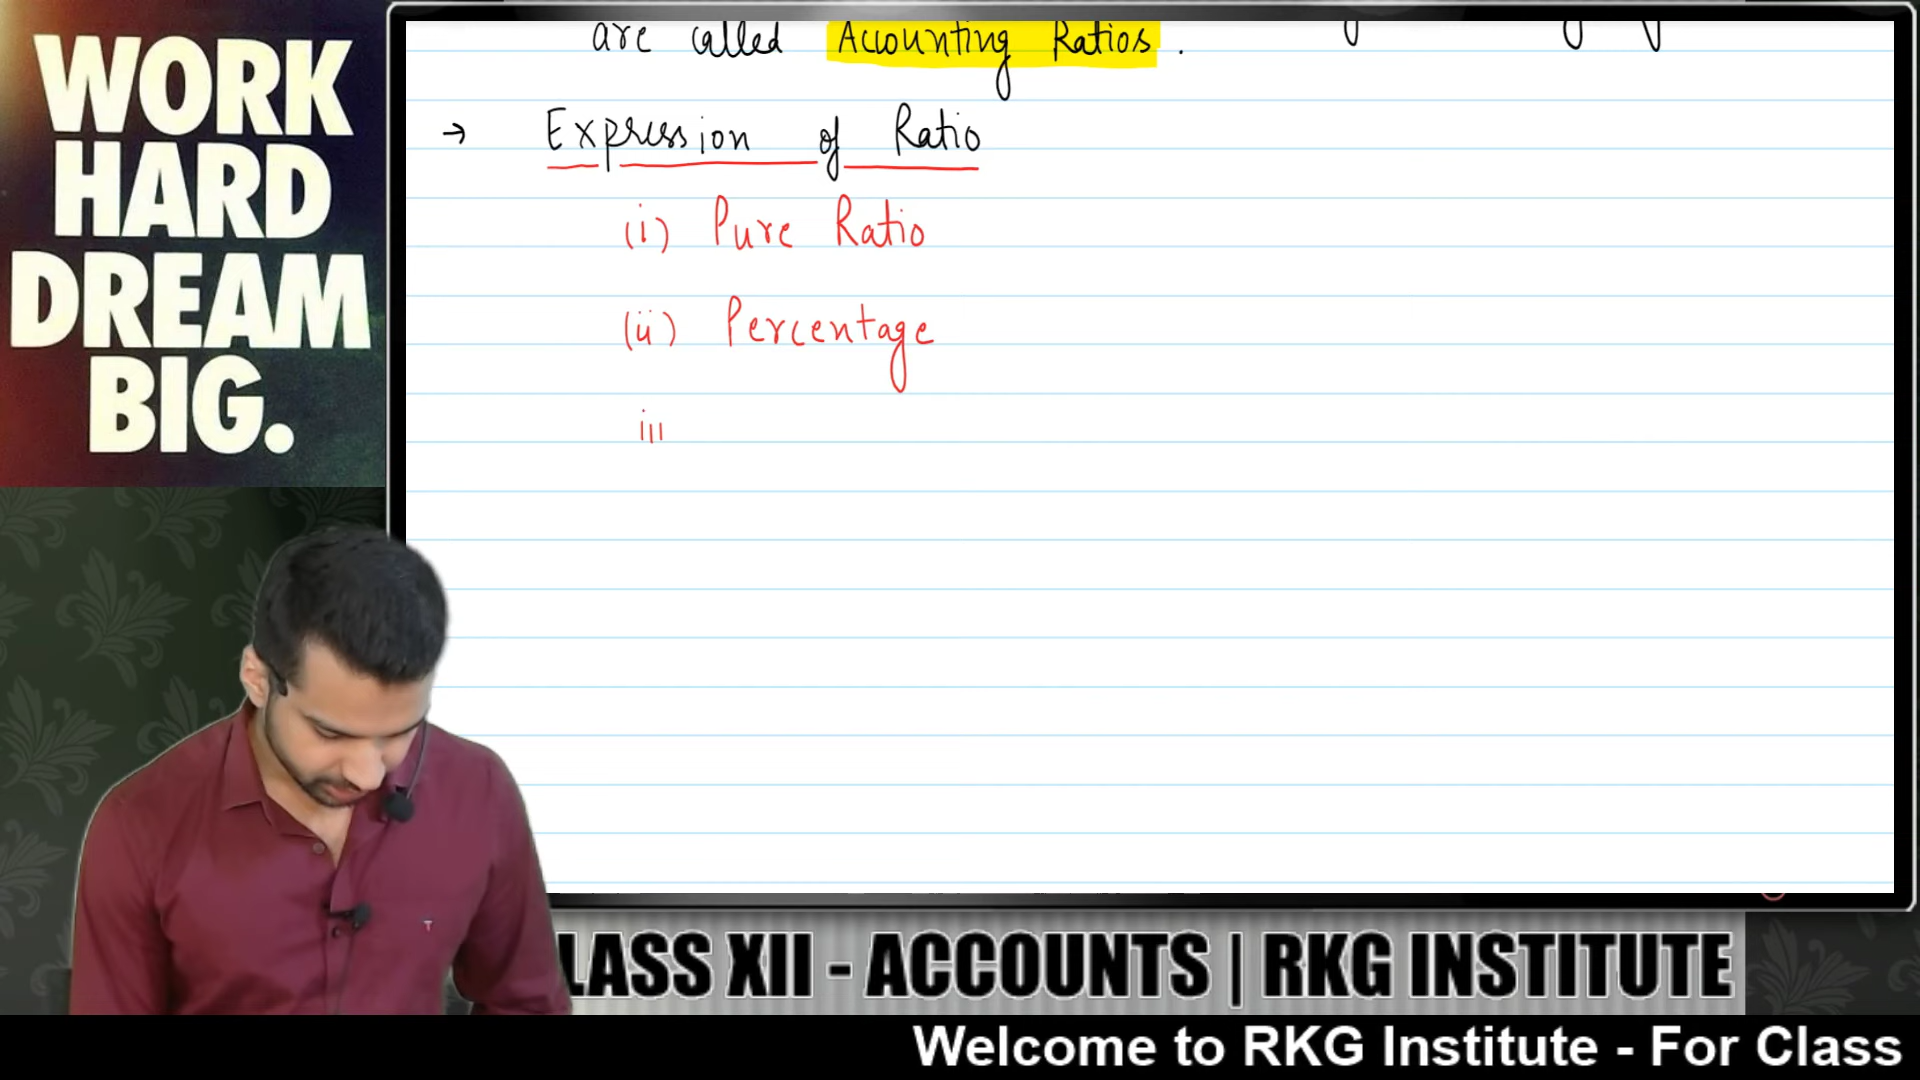 WORK
HARD
DREAM
BIG.
are called Accounting Ratios.
→ Expression of Ratio
(i) Pure Ratio
(ii) Percentage
iii
LASS XII - ACCOUNTS | RKG INSTITUTE
Welcome to RKG Institute - For Class